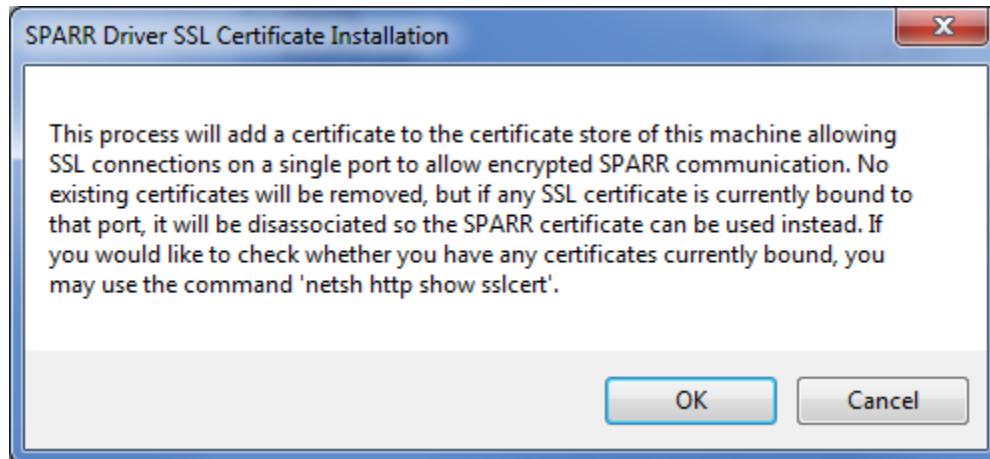 SPARR Driver SSL Certificate Installation
This process will add a certificate to the certificate store of this machine allowing
SSL connections on a single port to allow encrypted SPARR communication. No
existing certificates will be removed, but if any SSL certificate is currently bound to
that port, it will be disassociated so the SPARR certificate can be used instead. If
you would like to check whether you have any certificates currently bound, you
may use the command 'netsh http show sslcert'.
OK
Cancel